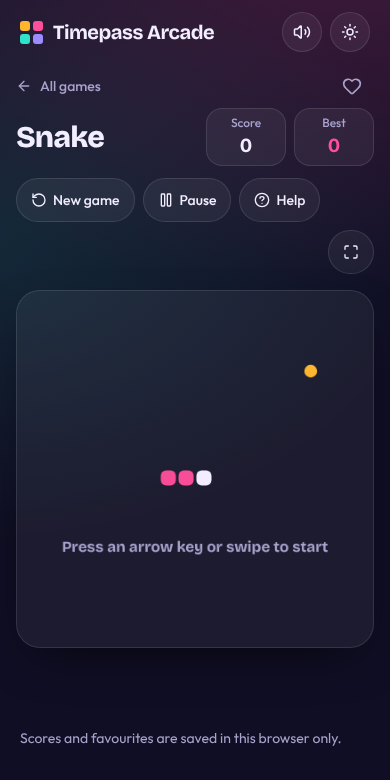 Timepass Arcade
All games
Snake
Score
0
Best
0
New game
Pause
Help
Press an arrow key or swipe to start
Scores and favourites are saved in this browser only.